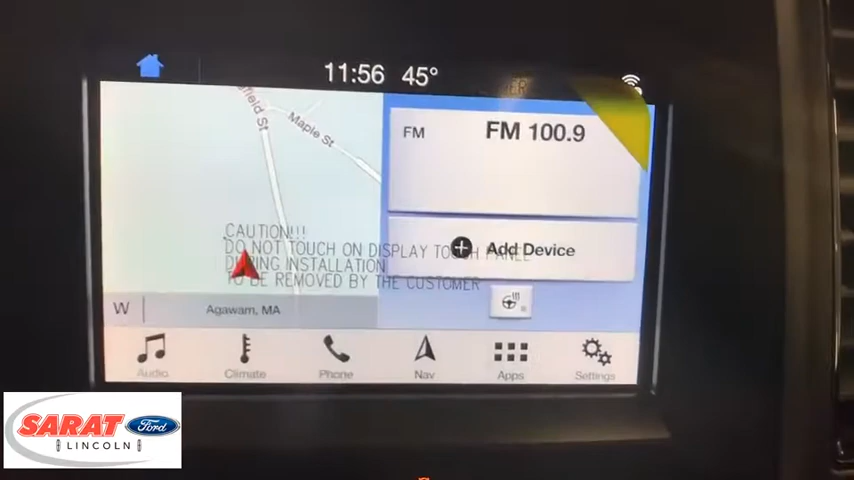 11:56 45°
field St
Maple St
FM
FM 100.9
CAUTION!!!
DO NOT TOUCH ON DISPLAY TOUCH PANEL
DURING INSTALLATION
TO BE REMOVED BY THE CUSTOMER
Add Device
W
Agawam, MA
Audio
Climate
Phone
Nav
Apps
Settings
SARAT
Ford
LINCOLN